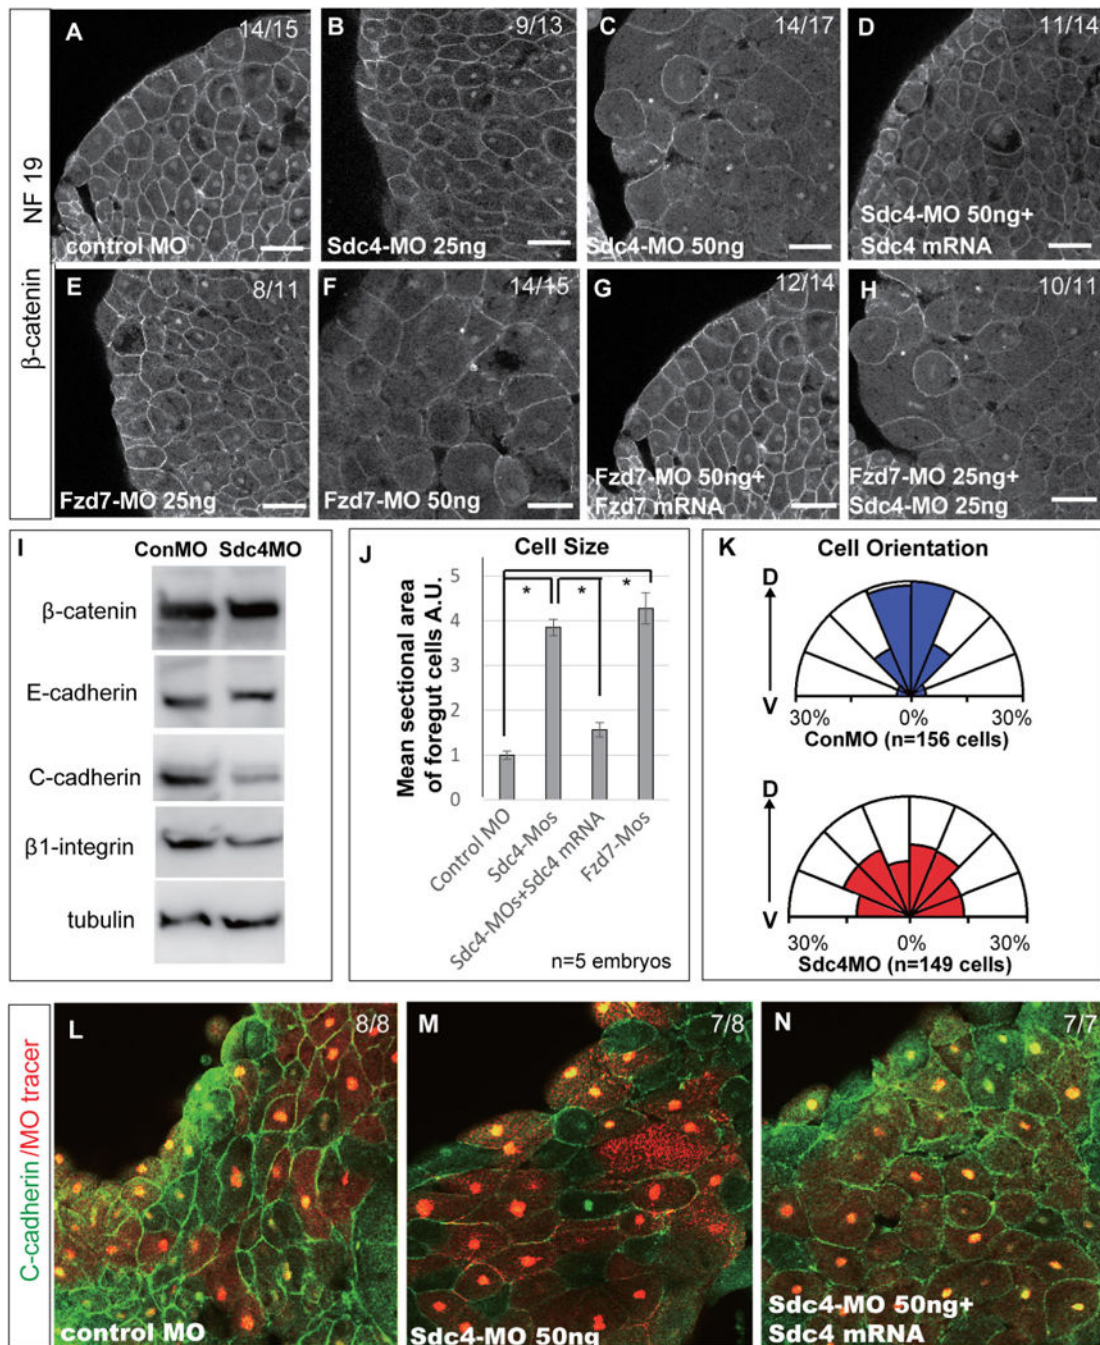 NF 19
β-catenin
A
14/15
control MO
B
9/13
Sdc4-MO 25ng
C
14/17
Sdc4-MO 50ng
D
11/14
Sdc4-MO 50ng+
Sdc4 mRNA
E
8/11
Fzd7-MO 25ng
F
14/15
Fzd7-MO 50ng
G
12/14
Fzd7-MO 50ng+
Fzd7 mRNA
H
10/11
Fzd7-MO 25ng+
Sdc4-MO 25ng
I
ConMO Sdc4MO
β-catenin
E-cadherin
C-cadherin
β1-integrin
tubulin
J
Cell Size
Mean sectional area
of foregut cells A.U.
5
4
3
2
1
0
* * *
Control MO
Sdc4-Mos
Sdc4-MOs+Sdc4 mRNA
Fzd7-Mos
n=5 embryos
K
Cell Orientation
D
V
30% 0% 30%
ConMO (n=156 cells)
D
V
30% 0% 30%
Sdc4MO (n=149 cells)
C-cadherin/MO tracer
L
8/8
control MO
M
7/8
Sdc4-MO 50ng
N
7/7
Sdc4-MO 50ng+
Sdc4 mRNA